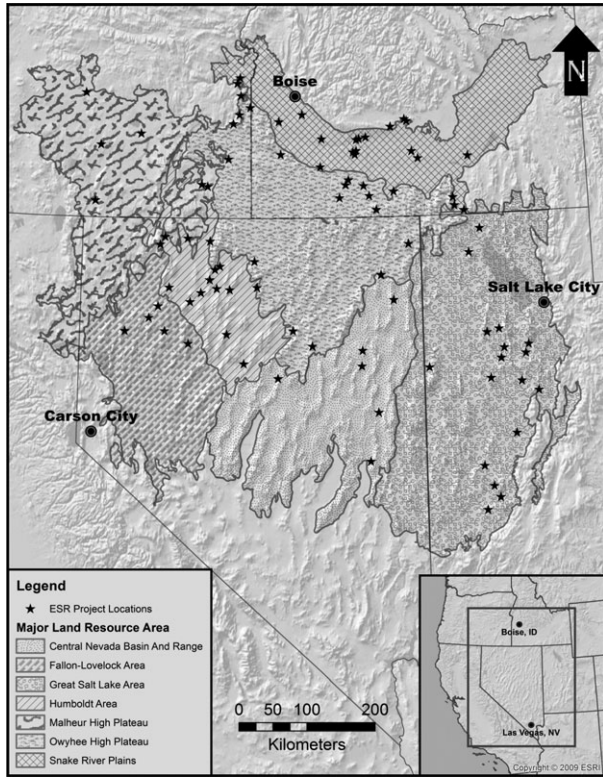 N
Boise
Salt Lake City
Carson City
Legend
ESR Project Locations
Major Land Resource Area
Central Nevada Basin And Range
Fallon-Lovelock Area
Great Salt Lake Area
Humboldt Area
Malheur High Plateau
Owyhee High Plateau
Snake River Plains
0 50 100 200
Kilometers
Boise, ID
Las Vegas, NV
Copyright © 2009 ESRI